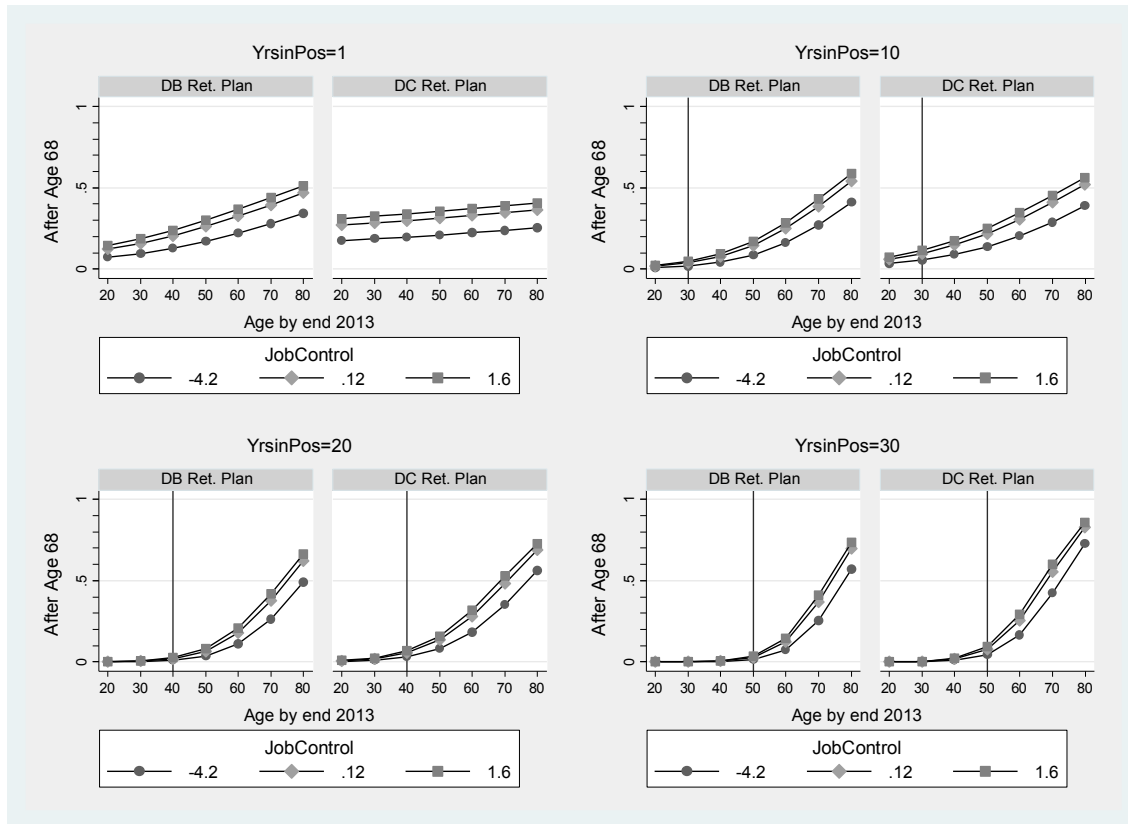 YrsinPos=1
DB Ret. Plan
DC Ret. Plan
After Age 68
1
.5
0
20 30 40 50 60 70 80
20 30 40 50 60 70 80
Age by end 2013
JobControl
-4.2 .12 1.6
YrsinPos=10
DB Ret. Plan
DC Ret. Plan
After Age 68
1
.5
0
20 30 40 50 60 70 80
20 30 40 50 60 70 80
Age by end 2013
JobControl
-4.2 .12 1.6
YrsinPos=20
DB Ret. Plan
DC Ret. Plan
After Age 68
1
.5
0
20 30 40 50 60 70 80
20 30 40 50 60 70 80
Age by end 2013
JobControl
-4.2 .12 1.6
YrsinPos=30
DB Ret. Plan
DC Ret. Plan
After Age 68
1
.5
0
20 30 40 50 60 70 80
20 30 40 50 60 70 80
Age by end 2013
JobControl
-4.2 .12 1.6